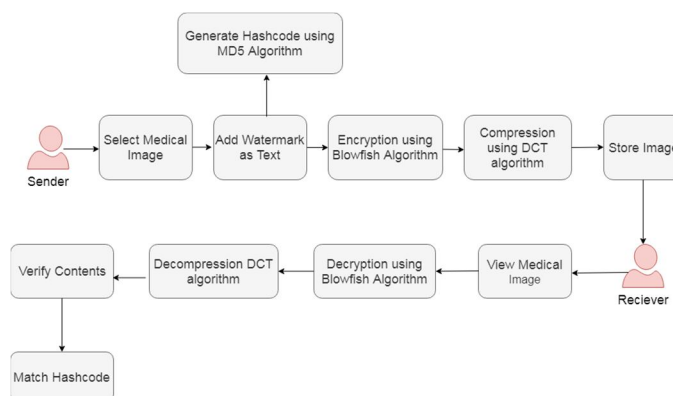 Generate Hashcode using
MD5 Algorithm
Select Medical
Image
Add Watermark
as Text
Encryption using
Blowfish Algorithm
Compression
using DCT
algorithm
Store Image
Sender
Verify Contents
Decompression DCT
algorithm
Decryption using
Blowfish Algorithm
View Medical
Image
Reciever
Match Hashcode